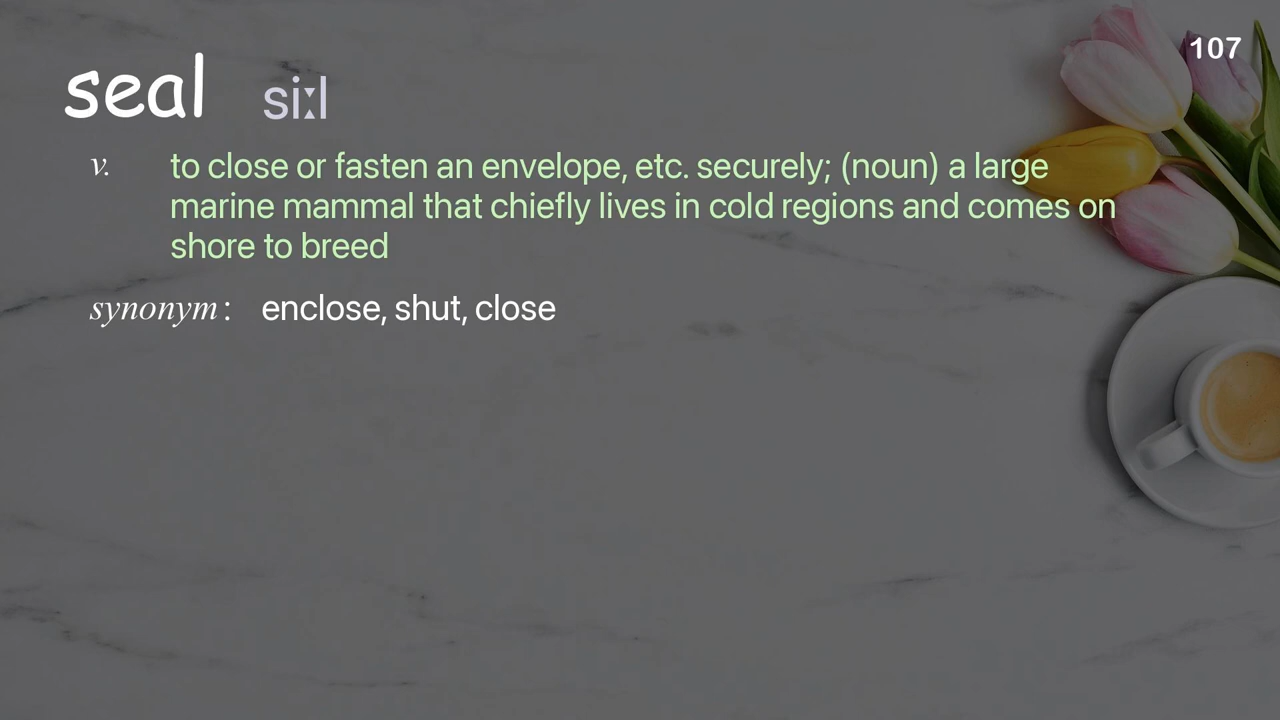 107
seal siːl
v. to close or fasten an envelope, etc. securely; (noun) a large
marine mammal that chiefly lives in cold regions and comes on
shore to breed
synonym: enclose, shut, close